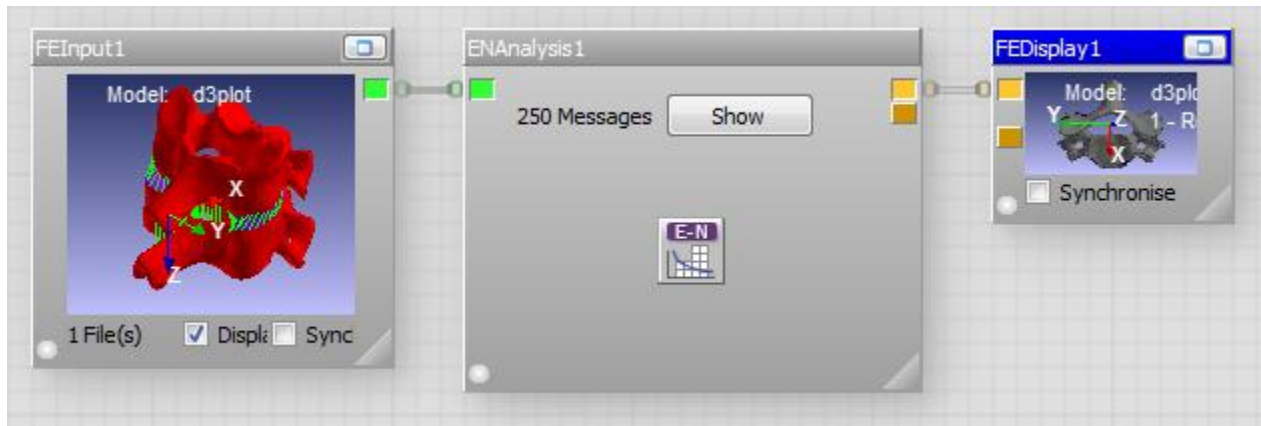 FEInput1
Model: d3plot
X
Y
Z
1 File(s)
Displa
Sync
ENAnalysis1
250 Messages
Show
E-N
FEDisplay1
Model: d3plo
1 - R
Y
Z
X
Synchronise